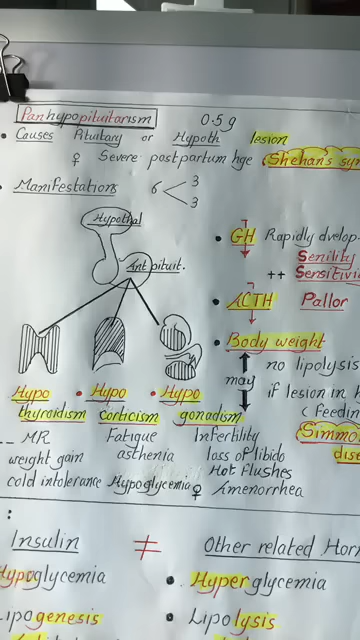 Panhypopituitarism 0.5g
• Causes Pituitary or Hypoth lesion
♀ Severe postpartum hge (Shehan's syn
• Manifestations 6 < 3
3
Hypothal
Ant pituit.
• GH Rapidly dvelop
Senility
++ Sensitivi
• ACTH Pallor
• Body weight
no lipolysis
may if lesion in h
( feedin
Simmo
dise
Hypo • Hypo • Hypo
thyroidism corticism gonadism
MR Fatigue Infertility
weight gain asthenia loss of libido
cold intolerance Hypoglycemia ♀ Hot Flushes
Amenorrhea
:
Insulin ≠ Other related Horm
Hypoglycemia • Hyperglycemia
Lipogenesis • Lipolysis